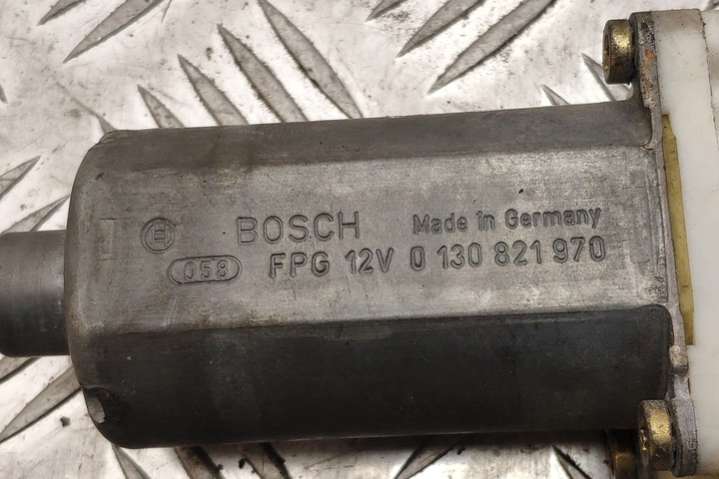 BOSCH Made in Germany
058 FPG 12V 0 130 821 970